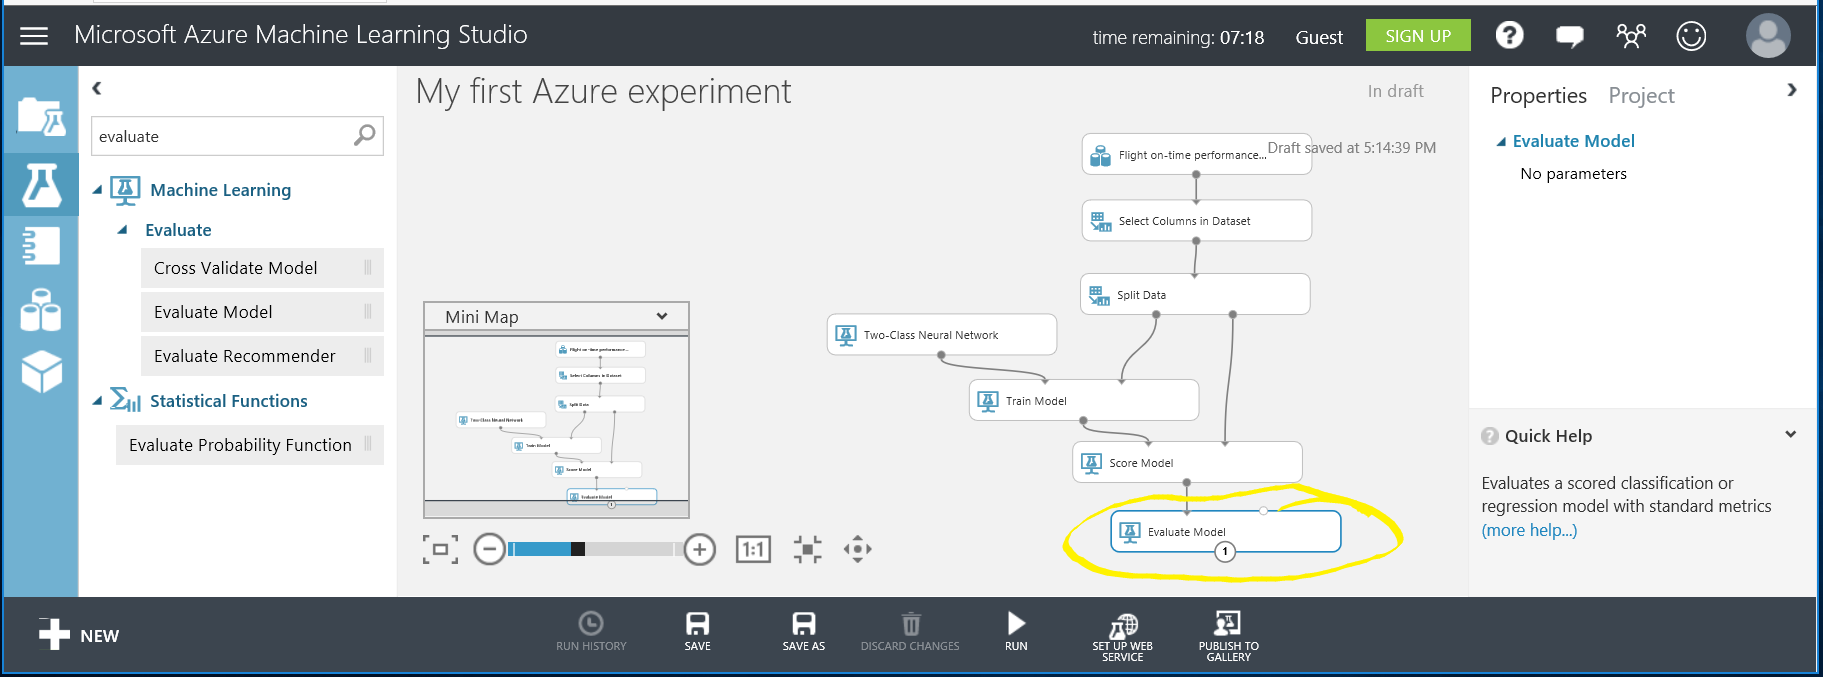 Microsoft Azure Machine Learning Studio
time remaining: 07:18
Guest
SIGN UP
?
evaluate
Machine Learning
Evaluate
Cross Validate Model
Evaluate Model
Evaluate Recommender
Statistical Functions
Evaluate Probability Function
My first Azure experiment
In draft
Draft saved at 5:14:39 PM
Flight on-time performance...
Select Columns in Dataset
Split Data
Two-Class Neural Network
Train Model
Score Model
Evaluate Model
1
Mini Map
Flight on-time performance...
Select Columns in Dataset
Split Data
Two-Class Neural Network
Train Model
Score Model
Evaluate Model
1
1:1
Properties
Project
Evaluate Model
No parameters
? Quick Help
Evaluates a scored classification or
regression model with standard metrics
(more help...)
NEW
RUN HISTORY
SAVE
SAVE AS
DISCARD CHANGES
RUN
SET UP WEB
SERVICE
PUBLISH TO
GALLERY